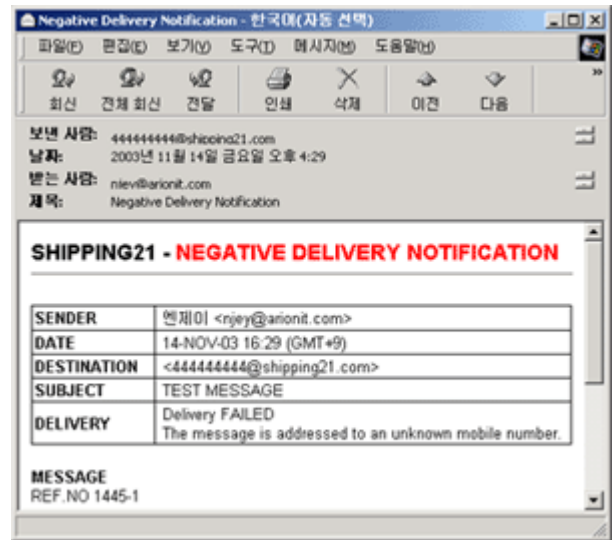 Negative Delivery Notification - 한국어(자동 선택)
파일(F) 편집(E) 보기(V) 도구(T) 메시지(M) 도움말(H)
회신 전체 회신 전달 인쇄 삭제 이전 다음
보낸 사람: 444444444@shipping21.com
날짜: 2003년 11월 14일 금요일 오후 4:29
받는 사람: njey@arionit.com
제목: Negative Delivery Notification
SHIPPING21 - NEGATIVE DELIVERY NOTIFICATION
SENDER 엔제이 <njey@arionit.com>
DATE 14-NOV-03 16:29 (GMT+9)
DESTINATION <444444444@shipping21.com>
SUBJECT TEST MESSAGE
DELIVERY Delivery FAILED
The message is addressed to an unknown mobile number.
MESSAGE
REF.NO 1445-1